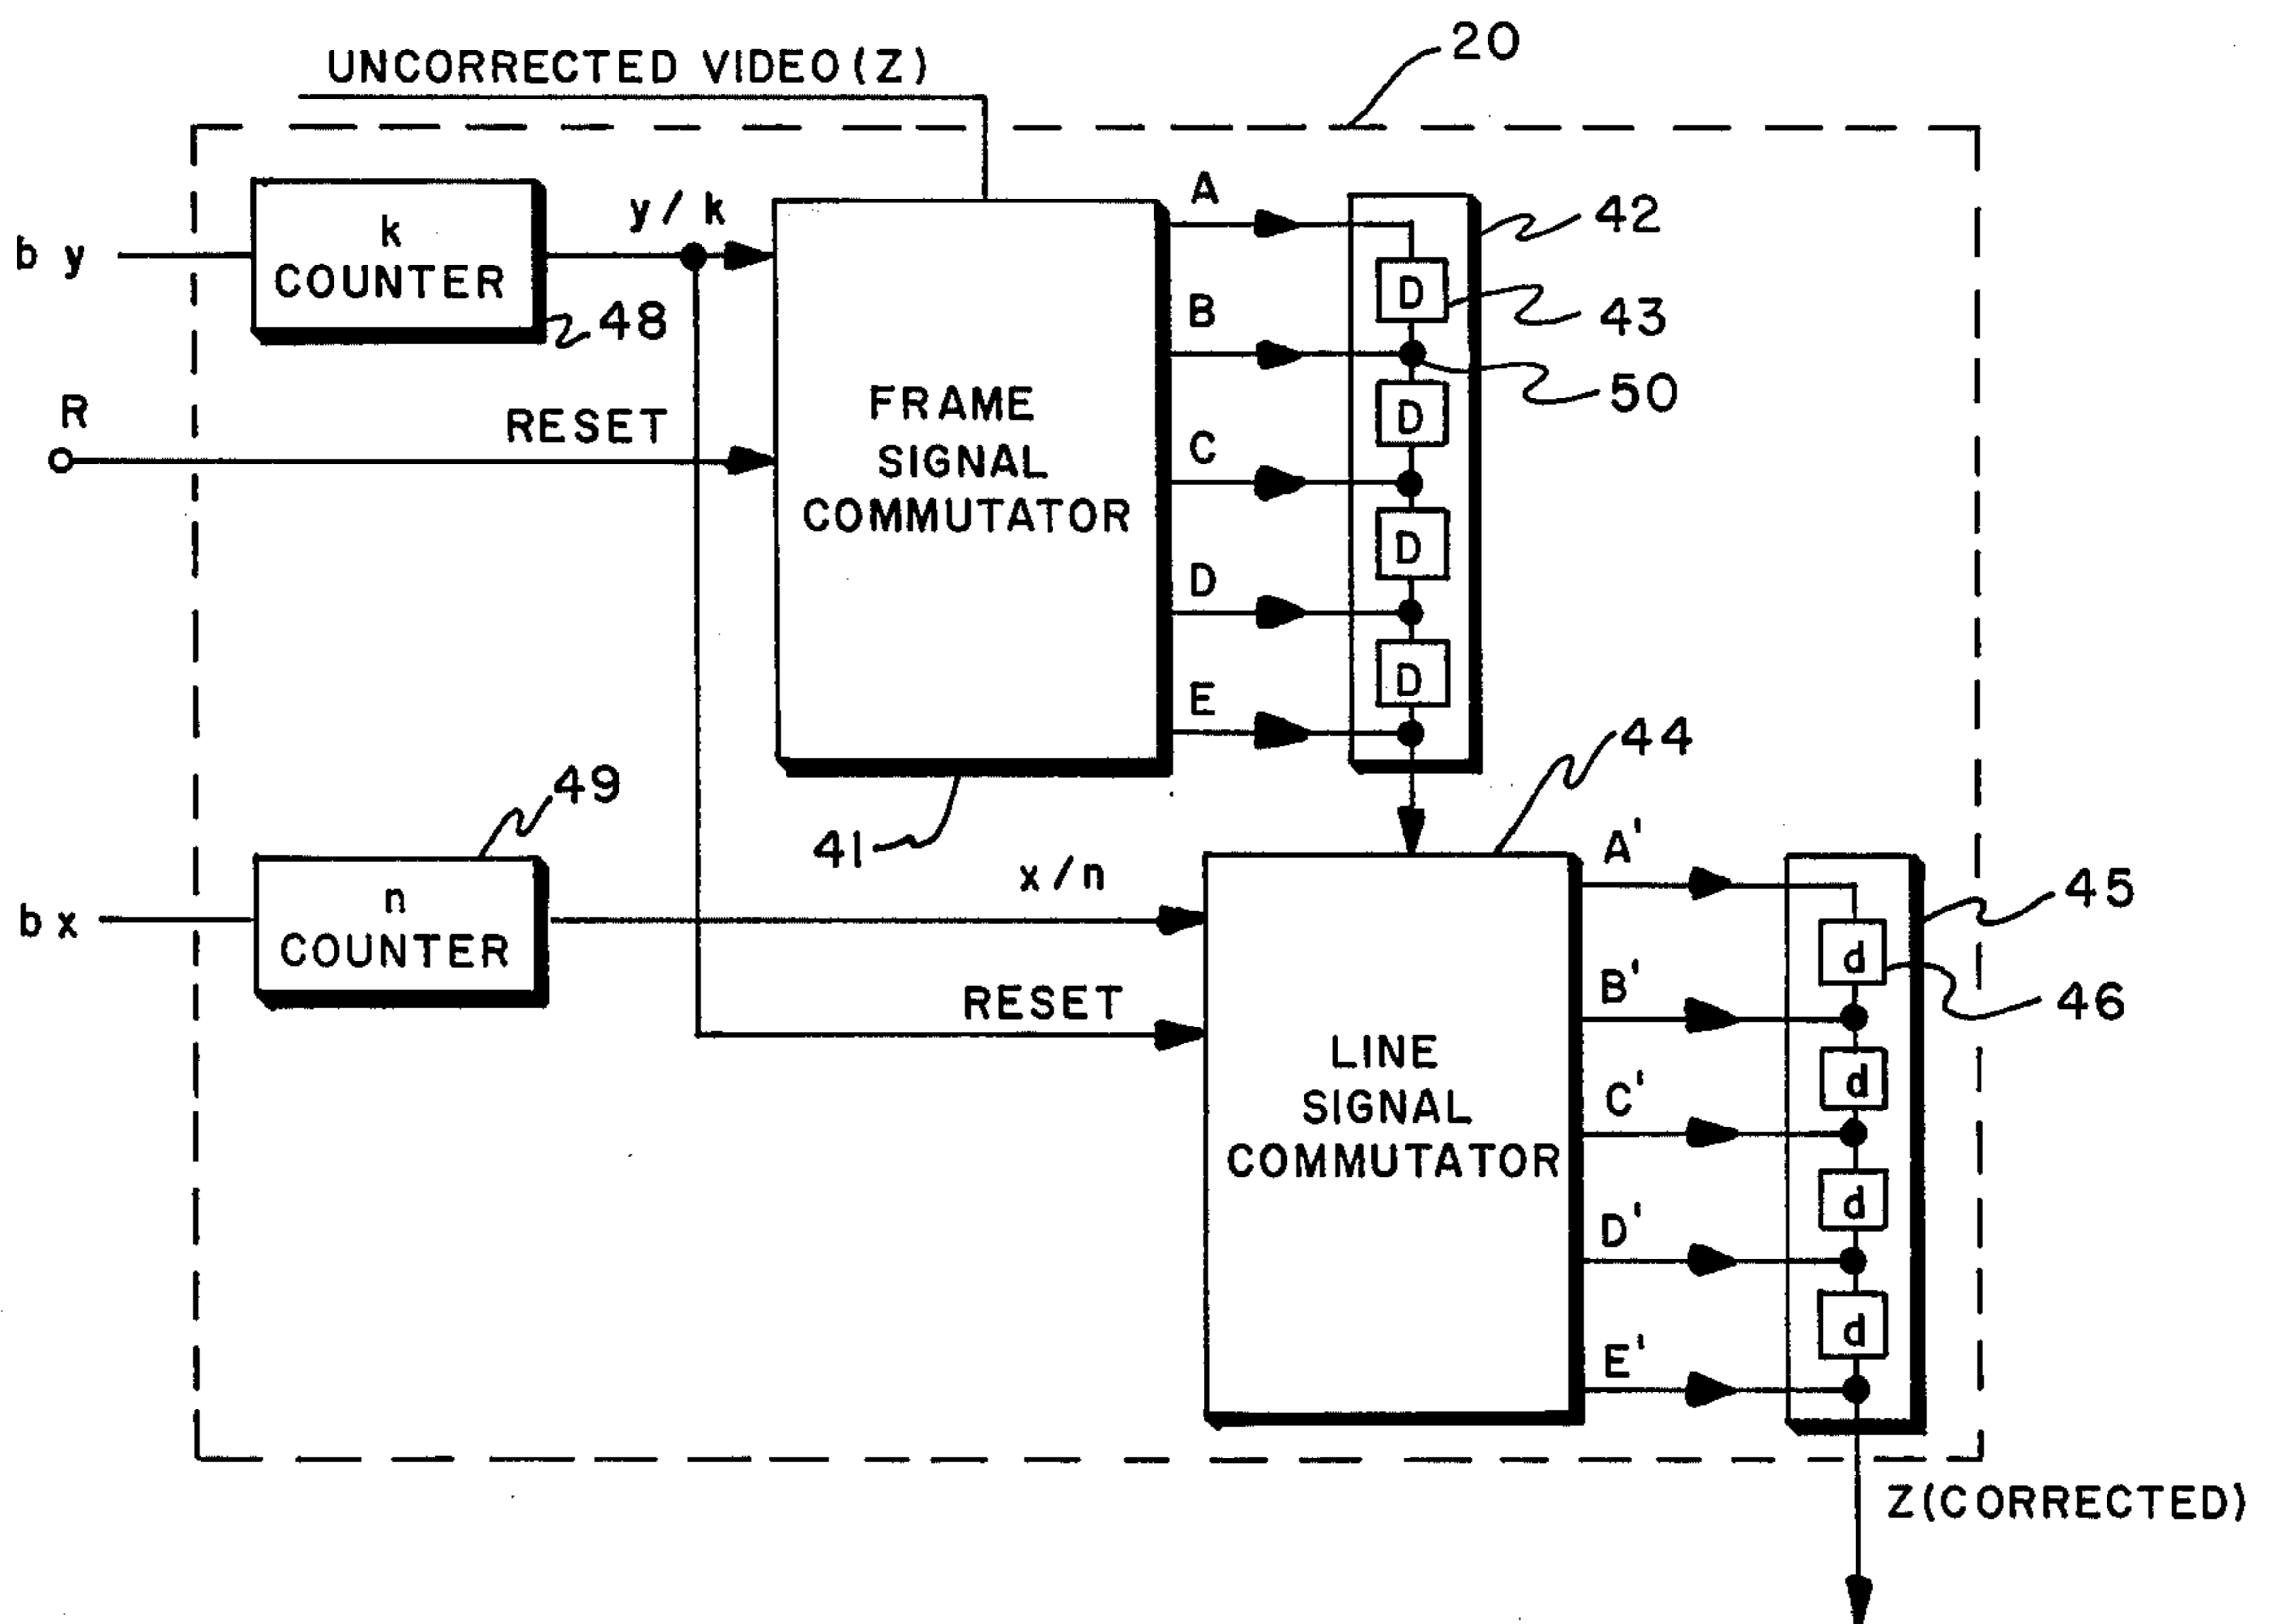 UNCORRECTED VIDEO (Z)
20
b y
k
COUNTER
48
y / k
R
RESET
FRAME
SIGNAL
COMMUTATOR
41
A
B
C
D
E
D
D
D
D
42
43
50
44
b x
n
COUNTER
49
x/n
RESET
LINE
SIGNAL
COMMUTATOR
A'
B'
C'
D'
E'
d
d
d
d
45
46
Z(CORRECTED)